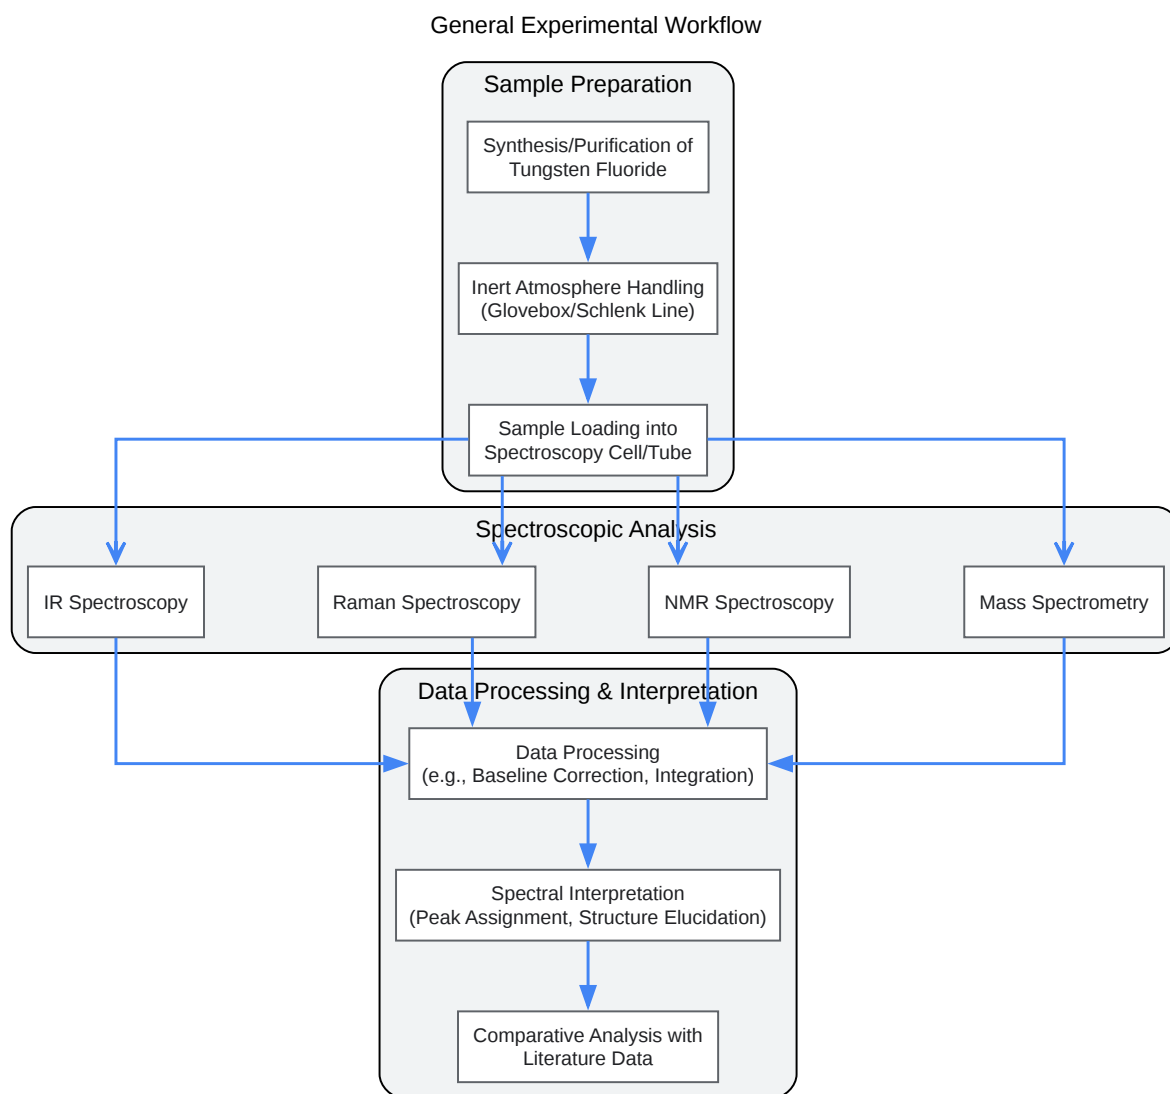 General Experimental Workflow
Sample Preparation
Synthesis/Purification of
Tungsten Fluoride
Inert Atmosphere Handling
(Glovebox/Schlenk Line)
Sample Loading into
Spectroscopy Cell/Tube
Spectroscopic Analysis
IR Spectroscopy
Raman Spectroscopy
NMR Spectroscopy
Mass Spectrometry
Data Processing & Interpretation
Data Processing
(e.g., Baseline Correction, Integration)
Spectral Interpretation
(Peak Assignment, Structure Elucidation)
Comparative Analysis with
Literature Data